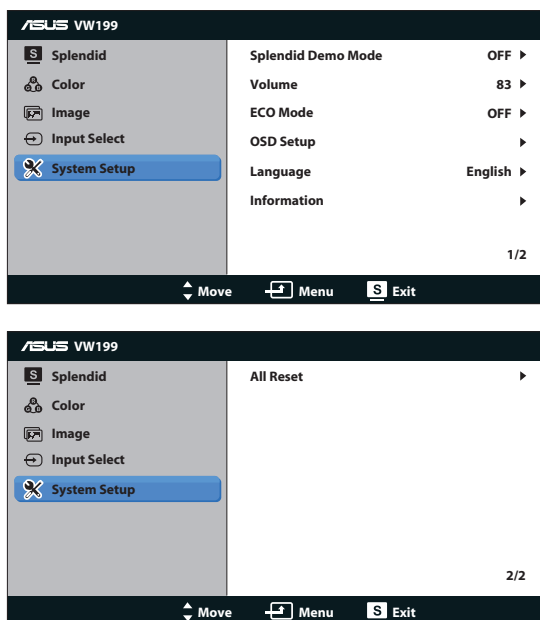 ASUS VW199
S Splendid
Color
Image
Input Select
System Setup
Splendid Demo Mode OFF
Volume 83
ECO Mode OFF
OSD Setup
Language English
Information
1/2
Move Menu S Exit
ASUS VW199
S Splendid
Color
Image
Input Select
System Setup
All Reset
2/2
Move Menu S Exit